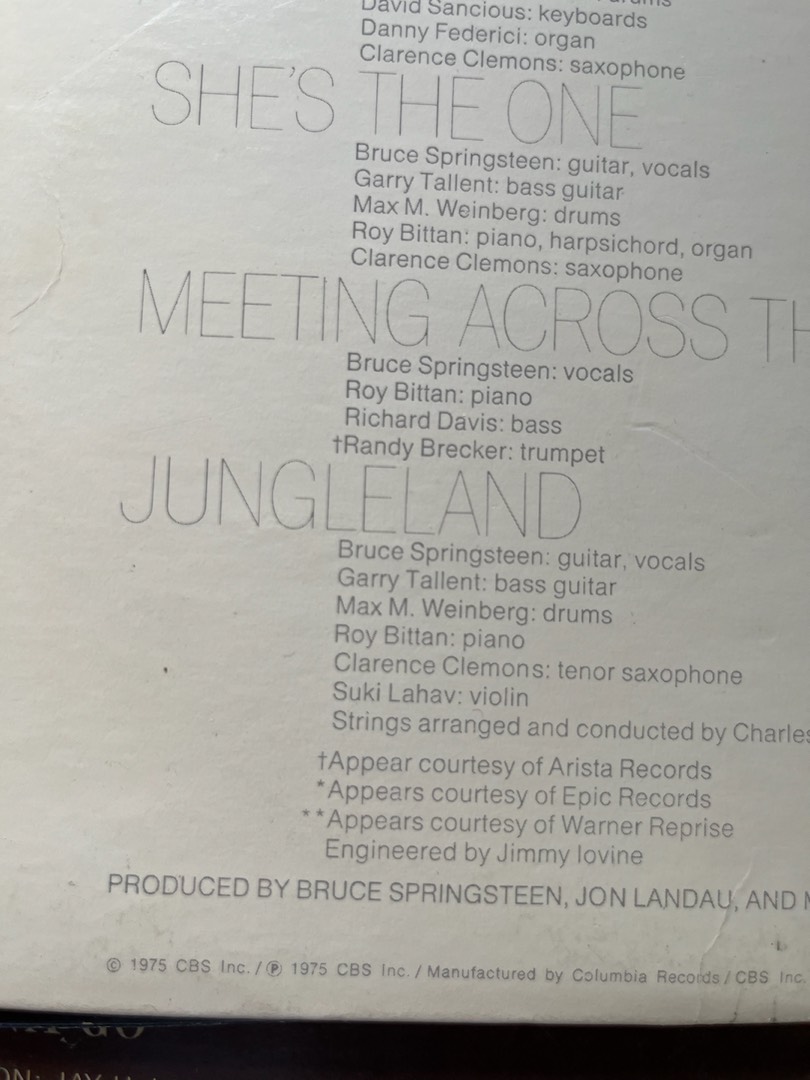 David Sancious: keyboards
Danny Federici: organ
Clarence Clemons: saxophone
SHE'S THE ONE
Bruce Springsteen: guitar, vocals
Garry Tallent: bass guitar
Max M. Weinberg: drums
Roy Bittan: piano, harpsichord, organ
Clarence Clemons: saxophone
MEETING ACROSS TH
Bruce Springsteen: vocals
Roy Bittan: piano
Richard Davis: bass
†Randy Brecker: trumpet
JUNGLELAND
Bruce Springsteen: guitar, vocals
Garry Tallent: bass guitar
Max M. Weinberg: drums
Roy Bittan: piano
Clarence Clemons: tenor saxophone
Suki Lahav: violin
Strings arranged and conducted by Charles
†Appear courtesy of Arista Records
*Appears courtesy of Epic Records
**Appears courtesy of Warner Reprise
Engineered by Jimmy Iovine
PRODUCED BY BRUCE SPRINGSTEEN, JON LANDAU, AND
© 1975 CBS Inc. / ℗ 1975 CBS Inc. / Manufactured by Columbia Records / CBS Inc.